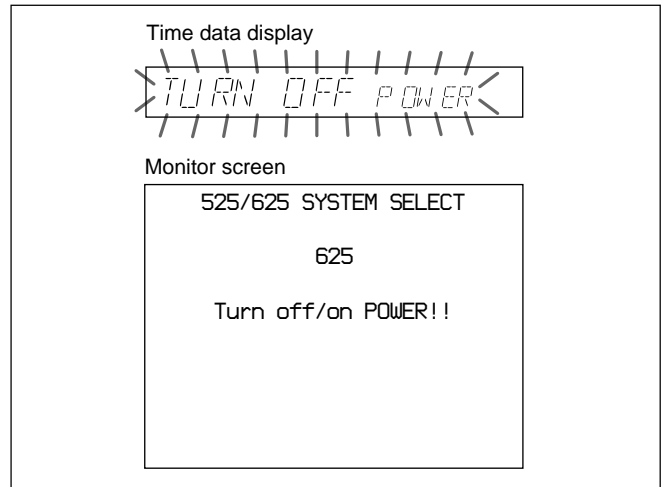 Time data display
TURN OFF POWER
Monitor screen
525/625 SYSTEM SELECT
625
Turn off/on POWER!!